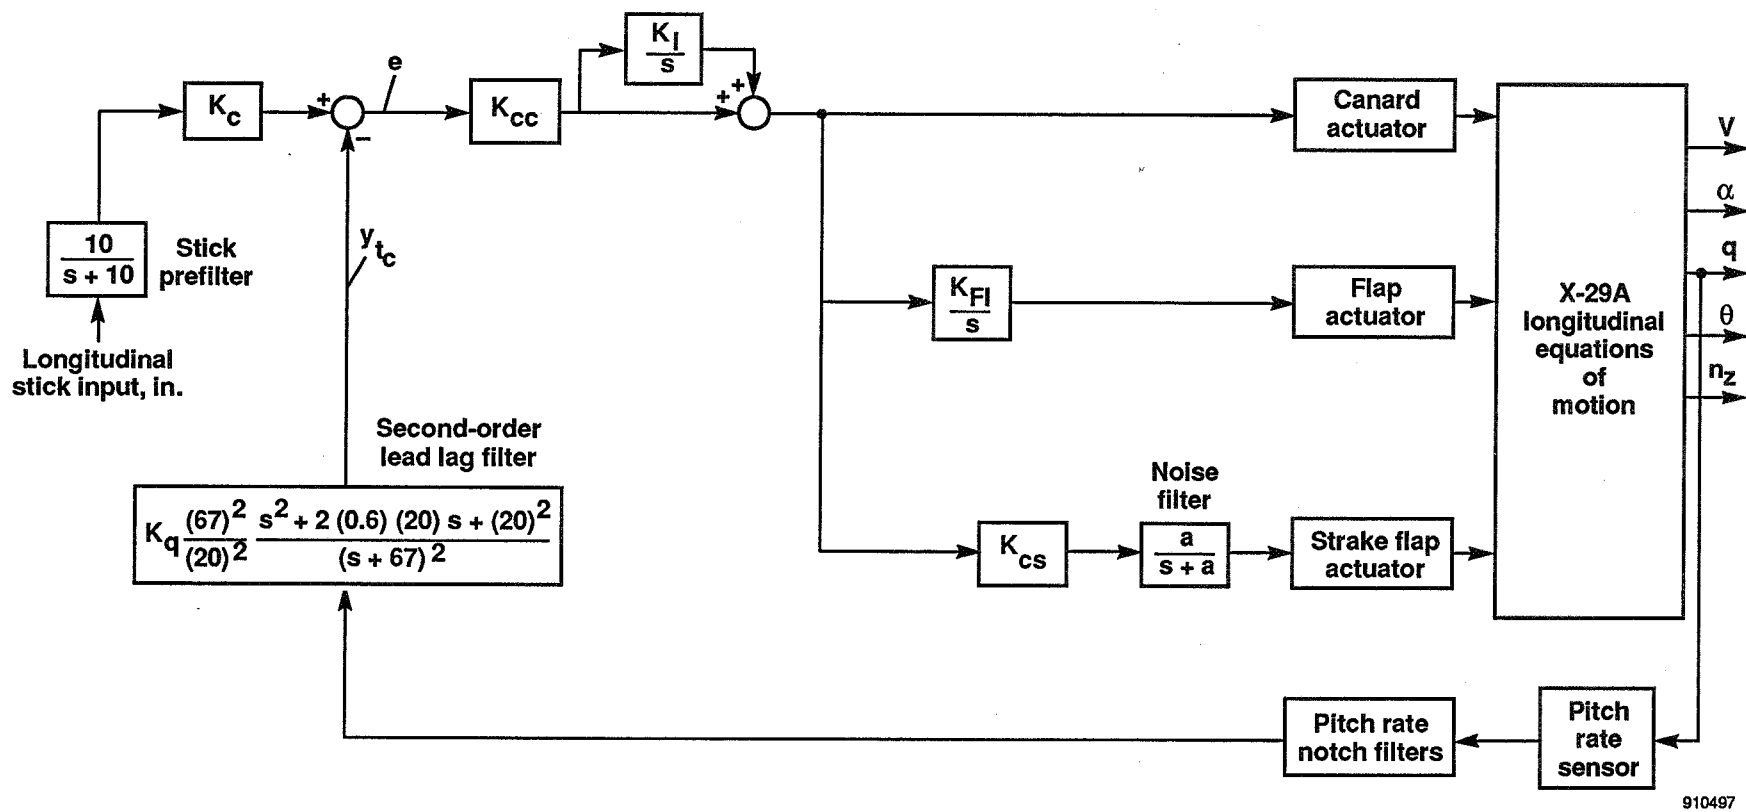 K_I
s
e
K_c
+
−
K_cc
+ +
Canard
actuator
V
α
q
θ
n_z
10
s + 10
Stick
prefilter
y_tc
K_FI
s
Flap
actuator
X-29A
longitudinal
equations
of
motion
Longitudinal
stick input, in.
Second-order
lead lag filter
K_q (67)^2 s^2 + 2 (0.6) (20) s + (20)^2
(20)^2 (s + 67)^2
Noise
filter
K_cs
a
s + a
Strake flap
actuator
Pitch rate
notch filters
Pitch
rate
sensor
910497